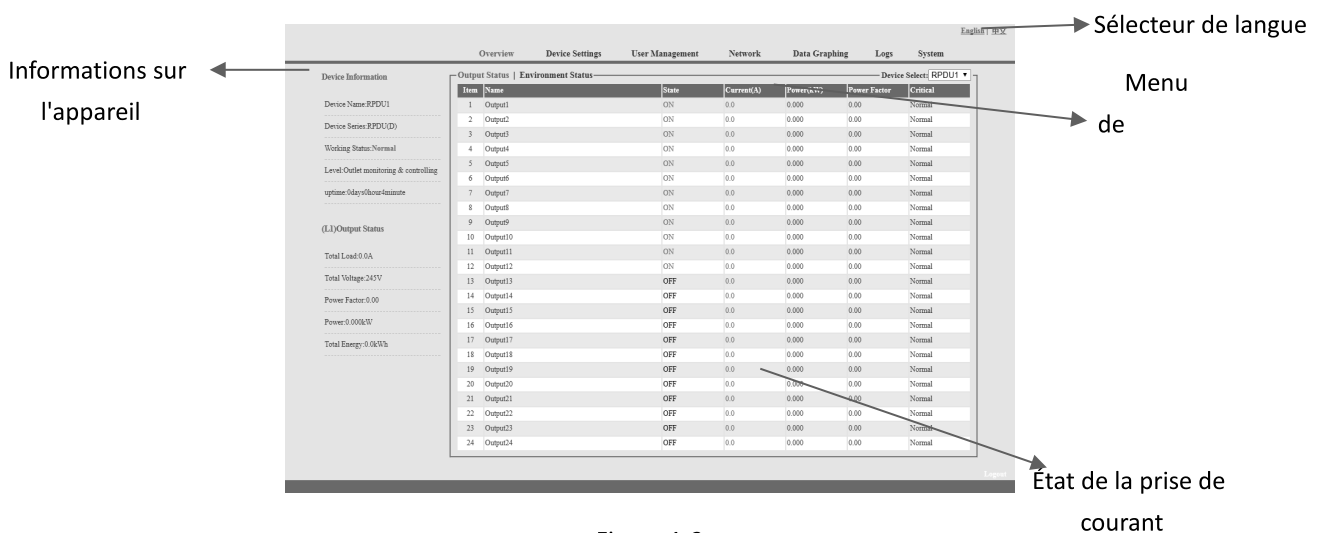 Sélecteur de langue
English | 中文
Overview Device Settings User Management Network Data Graphing Logs System
Informations sur
l'appareil
Menu
de
Device Information
Device Name:RPDU1
Device Series:RPDU(D)
Working Status:Normal
Level:Outlet monitoring & controlling
uptime:0days0hour4minute
(L1)Output Status
Total Load:0.0A
Total Voltage:245V
Power Factor:0.00
Power:0.000kW
Total Energy:0.0kWh
Output Status | Environment Status Device Select: RPDU1
Item Name State Current(A) Power(kW) Power Factor Critical
1 Output1 ON 0.0 0.000 0.00 Normal
2 Output2 ON 0.0 0.000 0.00 Normal
3 Output3 ON 0.0 0.000 0.00 Normal
4 Output4 ON 0.0 0.000 0.00 Normal
5 Output5 ON 0.0 0.000 0.00 Normal
6 Output6 ON 0.0 0.000 0.00 Normal
7 Output7 ON 0.0 0.000 0.00 Normal
8 Output8 ON 0.0 0.000 0.00 Normal
9 Output9 ON 0.0 0.000 0.00 Normal
10 Output10 ON 0.0 0.000 0.00 Normal
11 Output11 ON 0.0 0.000 0.00 Normal
12 Output12 ON 0.0 0.000 0.00 Normal
13 Output13 OFF 0.0 0.000 0.00 Normal
14 Output14 OFF 0.0 0.000 0.00 Normal
15 Output15 OFF 0.0 0.000 0.00 Normal
16 Output16 OFF 0.0 0.000 0.00 Normal
17 Output17 OFF 0.0 0.000 0.00 Normal
18 Output18 OFF 0.0 0.000 0.00 Normal
19 Output19 OFF 0.0 0.000 0.00 Normal
20 Output20 OFF 0.0 0.000 0.00 Normal
21 Output21 OFF 0.0 0.000 0.00 Normal
22 Output22 OFF 0.0 0.000 0.00 Normal
23 Output23 OFF 0.0 0.000 0.00 Normal
24 Output24 OFF 0.0 0.000 0.00 Normal
Logout
État de la prise de
courant